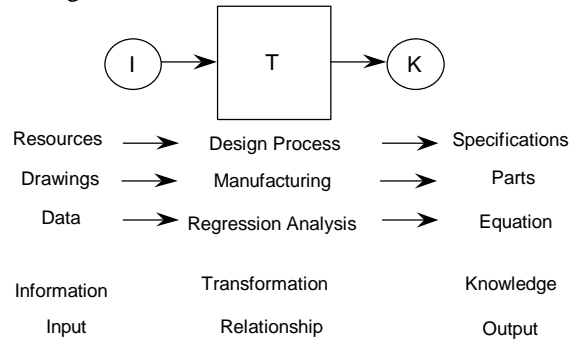 I T K
Resources Design Process Specifications
Drawings Manufacturing Parts
Data Regression Analysis Equation
Information Transformation Knowledge
Input Relationship Output